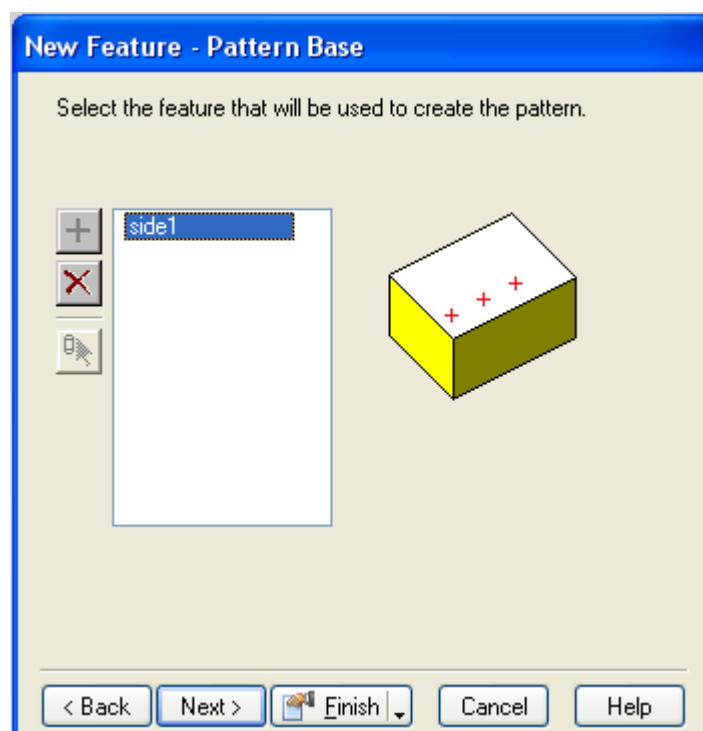 New Feature - Pattern Base
Select the feature that will be used to create the pattern.
side1
< Back Next > Finish Cancel Help